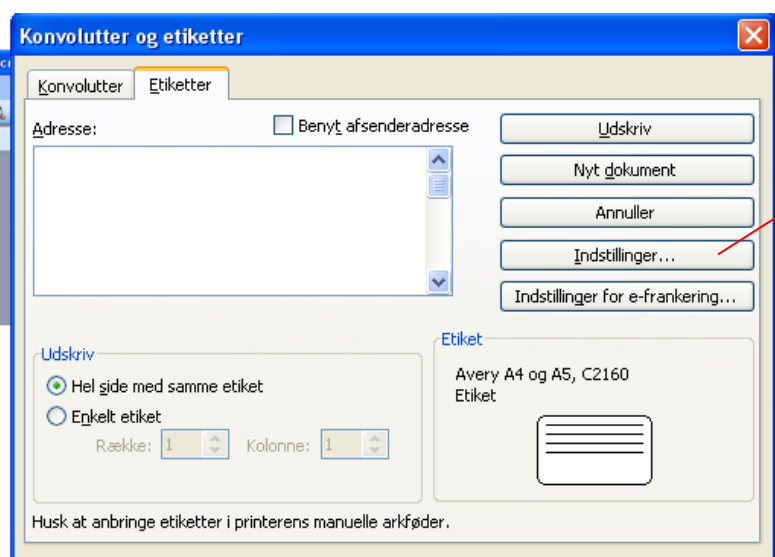 Konvolutter og etiketter
Konvolutter
Etiketter
Adresse:
Benyt afsenderadresse
Udskriv
Nyt dokument
Annuller
Indstillinger...
Indstillinger for e-frankering...
Udskriv
Hel side med samme etiket
Enkelt etiket
Række: 1 Kolonne: 1
Etiket
Avery A4 og A5, C2160
Etiket
Husk at anbringe etiketter i printerens manuelle arkføder.